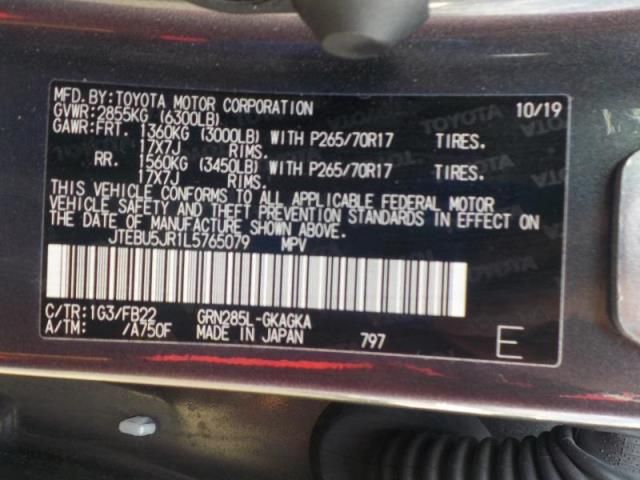 MFD.BY:TOYOTA MOTOR CORPORATION 10/19
GVWR:2855KG (6300LB)
GAWR:FRT. 1360KG (3000LB) WITH P265/70R17 TIRES.
17X7J RIMS.
RR. 1560KG (3450LB) WITH P265/70R17 TIRES.
17X7J RIMS.
THIS VEHICLE CONFORMS TO ALL APPLICABLE FEDERAL MOTOR
VEHICLE SAFETY AND THEFT PREVENTION STANDARDS IN EFFECT ON
THE DATE OF MANUFACTURE SHOWN ABOVE.
JTEBU5JR1L5765079 MPV
C/TR:1G3/FB22 GRN285L-GKAGKA
A/TM: /A750F MADE IN JAPAN 797 E